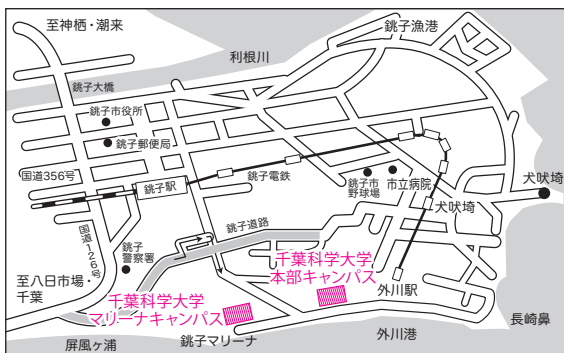 至神栖・潮来
利根川
銚子漁港
銚子大橋
銚子市役所
銚子郵便局
国道356号
銚子駅
銚子電鉄
銚子市
野球場
市立病院
犬吠埼
犬吠埼
国道126号
銚子
警察署
銚子道路
至八日市場・
千葉
千葉科学大学
マリーナキャンパス
千葉科学大学
本部キャンパス
外川駅
長崎鼻
屏風ヶ浦
銚子マリーナ
外川港